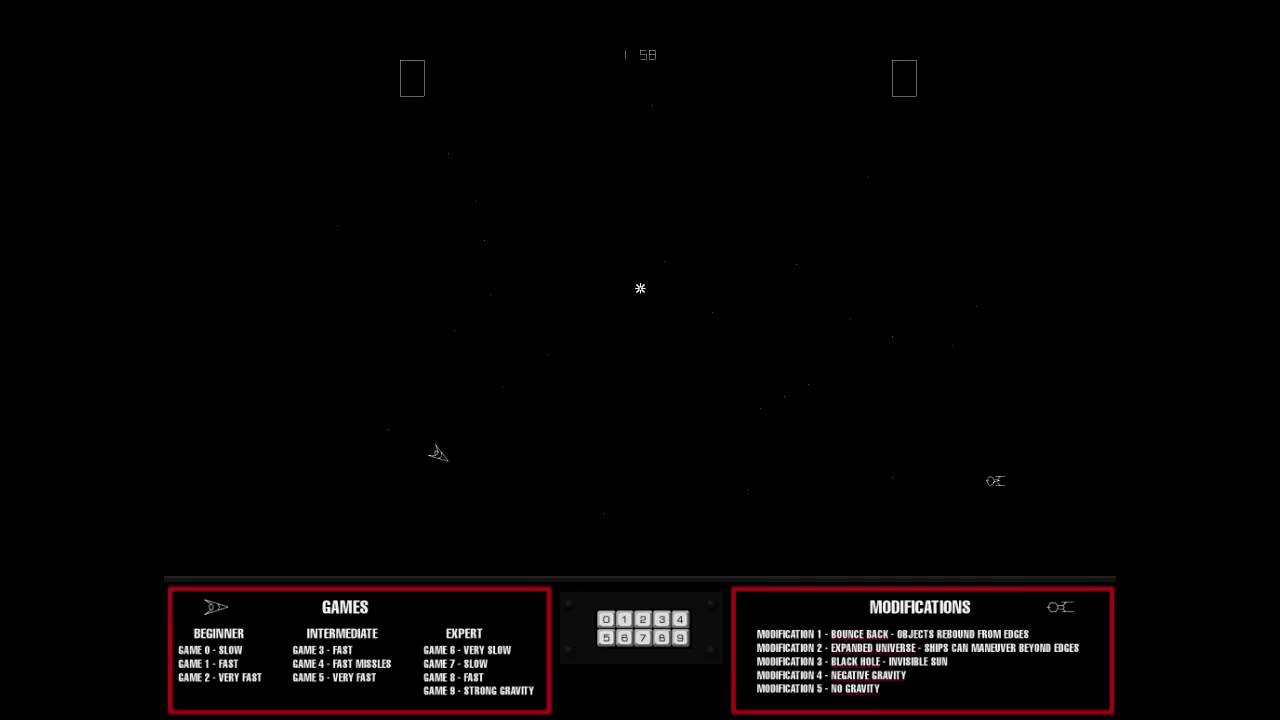 0 1 58 0
GAMES
BEGINNER INTERMEDIATE EXPERT
GAME 0 - SLOW GAME 3 - FAST GAME 6 - VERY SLOW
GAME 1 - FAST GAME 4 - FAST MISSLES GAME 7 - SLOW
GAME 2 - VERY FAST GAME 5 - VERY FAST GAME 8 - FAST
GAME 9 - STRONG GRAVITY
0 1 2 3 4
5 6 7 8 9
MODIFICATIONS
MODIFICATION 1 - BOUNCE BACK - OBJECTS REBOUND FROM EDGES
MODIFICATION 2 - EXPANDED UNIVERSE - SHIPS CAN MANEUVER BEYOND EDGES
MODIFICATION 3 - BLACK HOLE - INVISIBLE SUN
MODIFICATION 4 - NEGATIVE GRAVITY
MODIFICATION 5 - NO GRAVITY